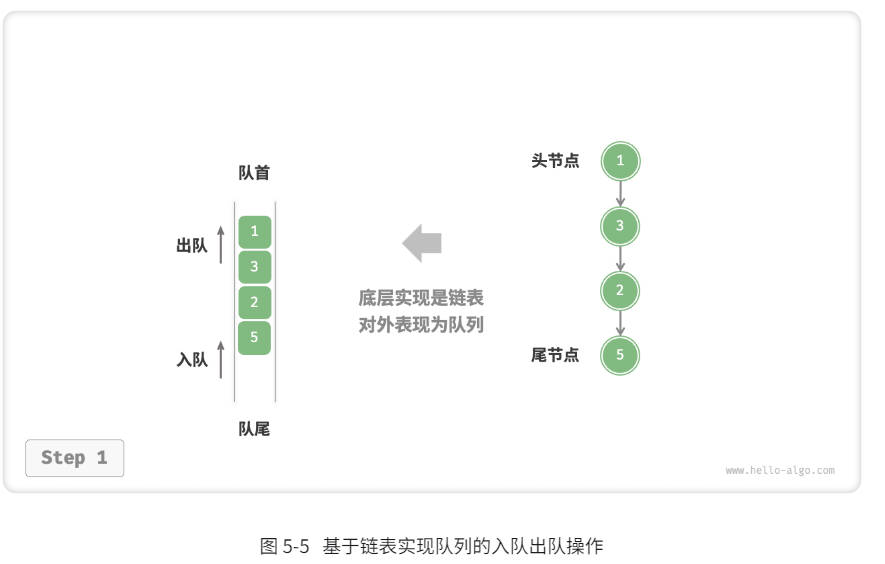 队首
出队
1
3
2
5
入队
队尾
底层实现是链表
对外表现为队列
头节点
1
3
2
尾节点
5
Step 1
www.hello-algo.com
图 5-5 基于链表实现队列的入队出队操作